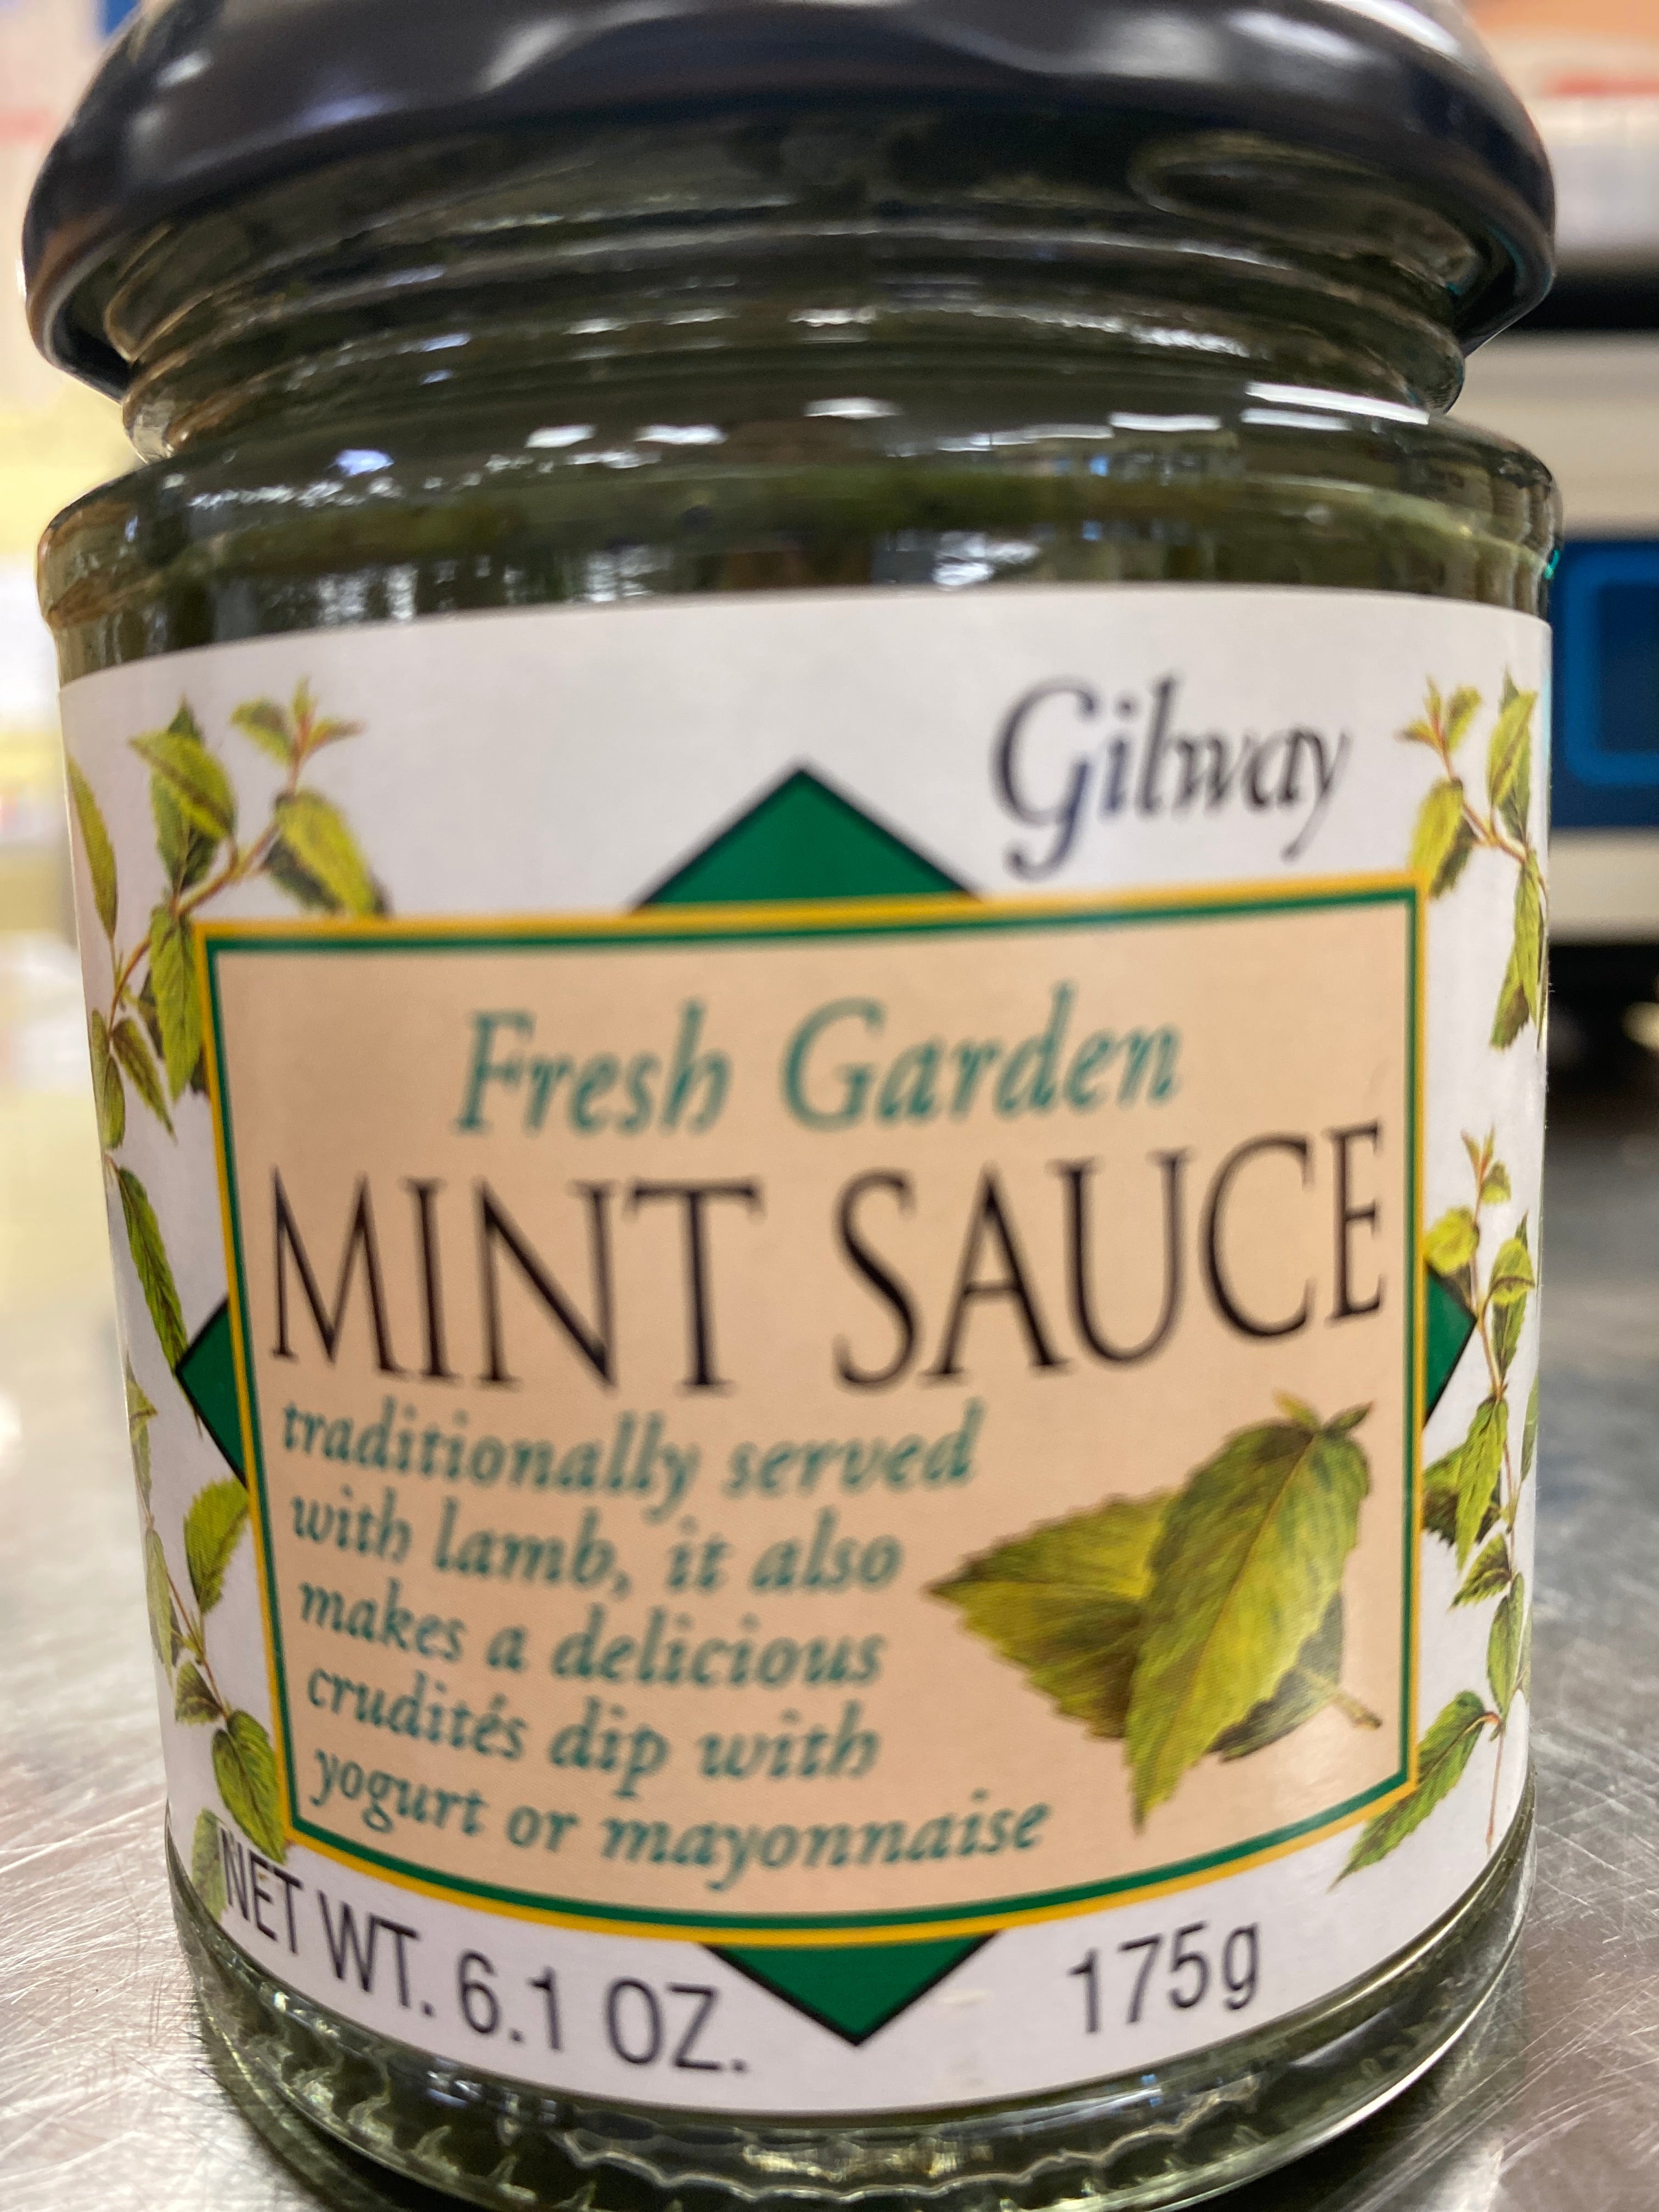 Gilway
Fresh Garden
MINT SAUCE
traditionally served
with lamb, it also
makes a delicious
crudités dip with
yogurt or mayonnaise
NET WT. 6.1 OZ. 175g